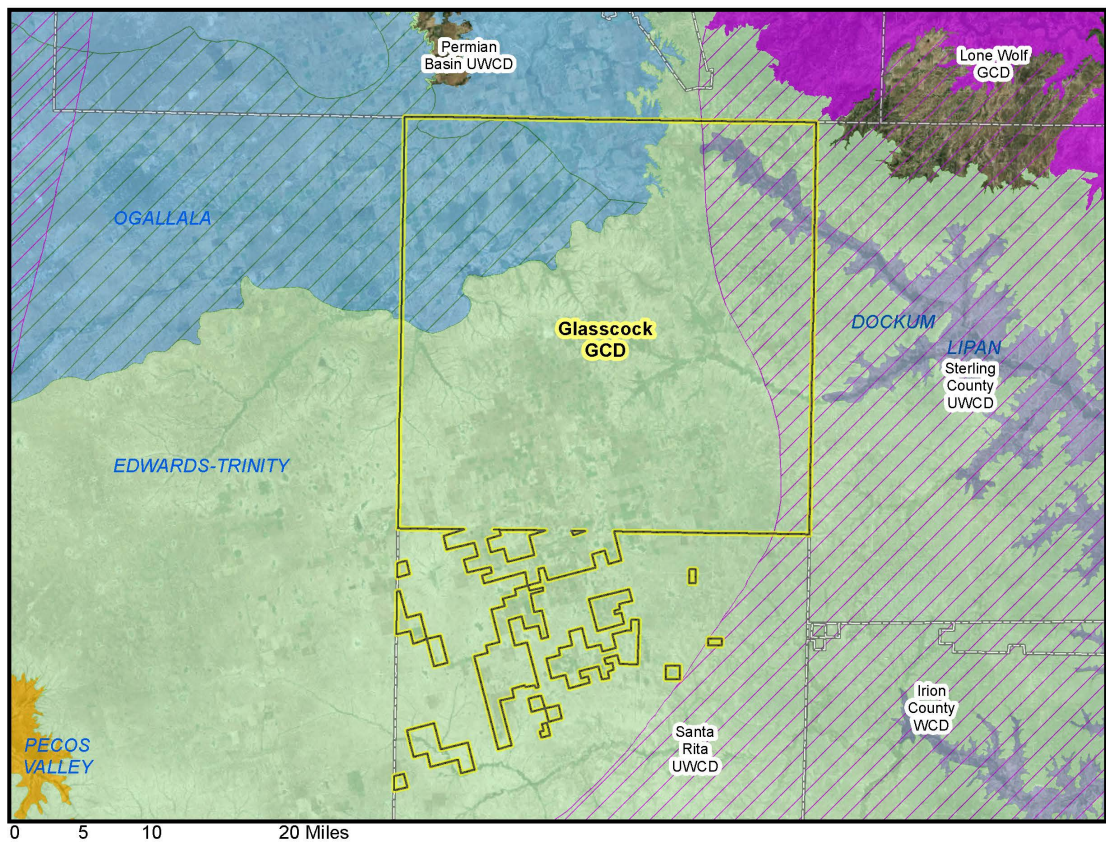 Permian
Basin UWCD
Lone Wolf
GCD
OGALLALA
Glasscock
GCD
DOCKUM
LIPAN
Sterling
County
UWCD
EDWARDS-TRINITY
Irion
County
WCD
Santa
Rita
UWCD
PECOS
VALLEY
0 5 10 20 Miles